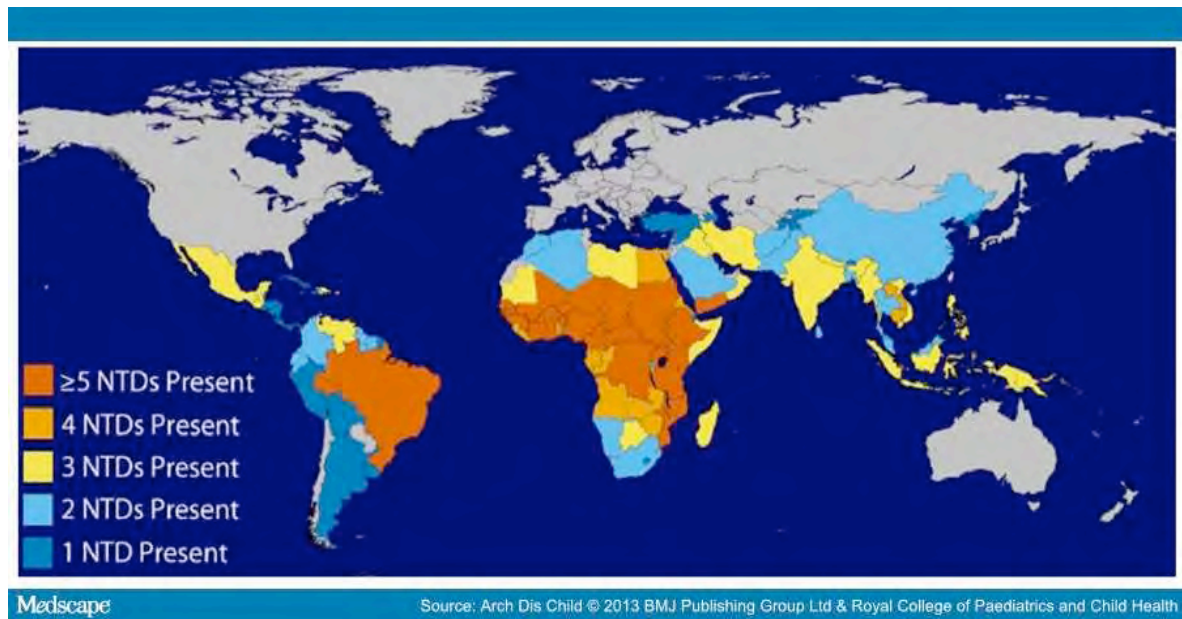 ≥5 NTDs Present
4 NTDs Present
3 NTDs Present
2 NTDs Present
1 NTD Present
Medscape
Source: Arch Dis Child © 2013 BMJ Publishing Group Ltd & Royal College of Paediatrics and Child Health